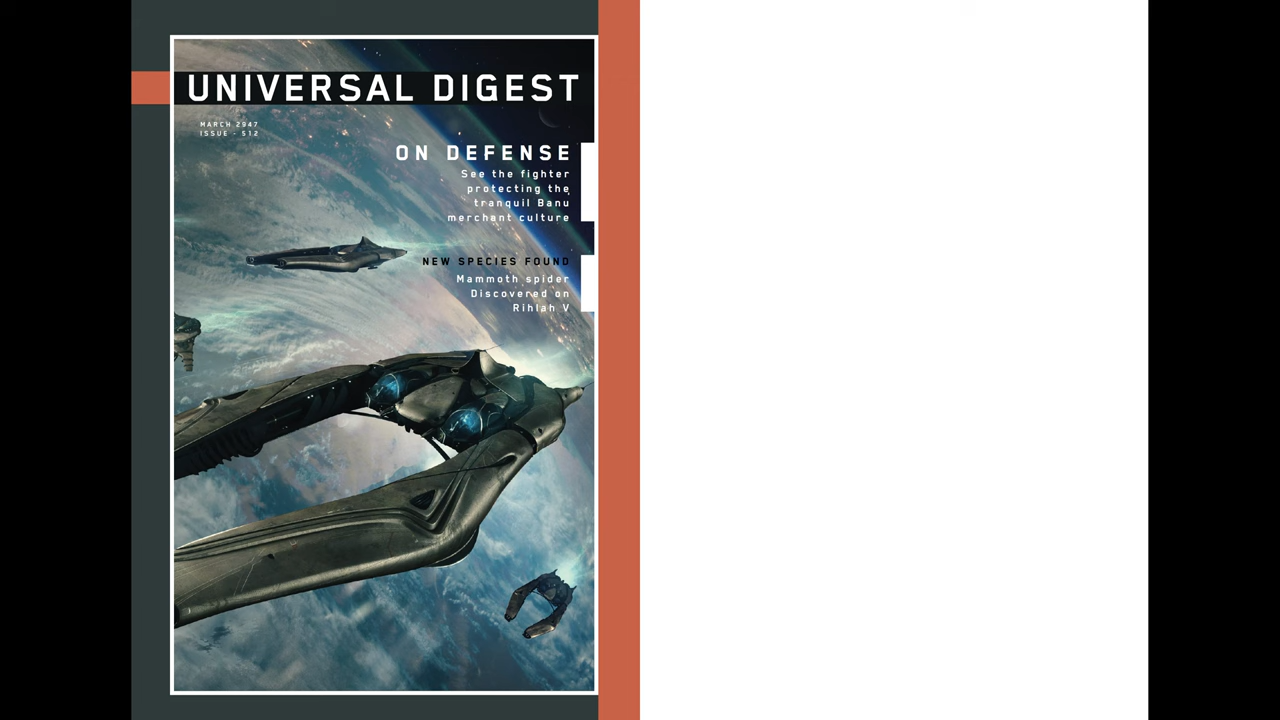 UNIVERSAL DIGEST
MARCH 2947
ISSUE - 512
ON DEFENSE
See the fighter
protecting the
tranquil Banu
merchant culture
NEW SPECIES FOUND
Mammoth spider
Discovered on
Rihlah V